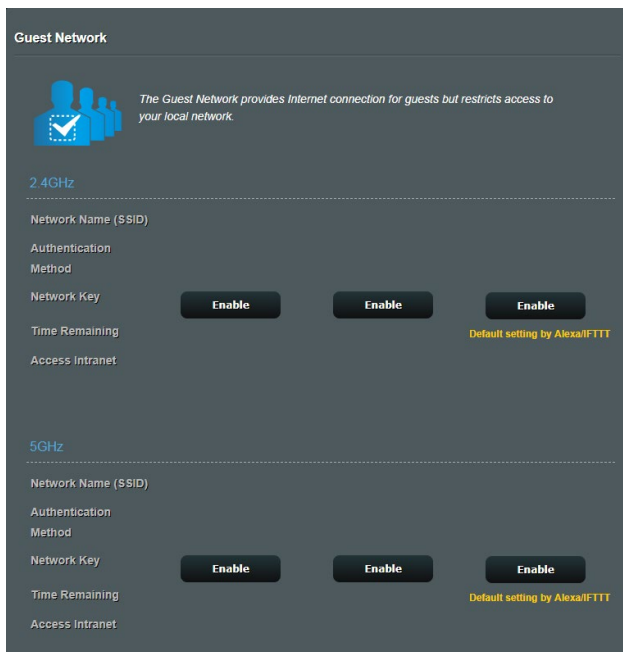 Guest Network
The Guest Network provides Internet connection for guests but restricts access to
your local network.
2.4GHz
Network Name (SSID)
Authentication
Method
Network Key
Enable
Enable
Enable
Time Remaining
Default setting by Alexa/IFTTT
Access Intranet
5GHz
Network Name (SSID)
Authentication
Method
Network Key
Enable
Enable
Enable
Time Remaining
Default setting by Alexa/IFTTT
Access Intranet